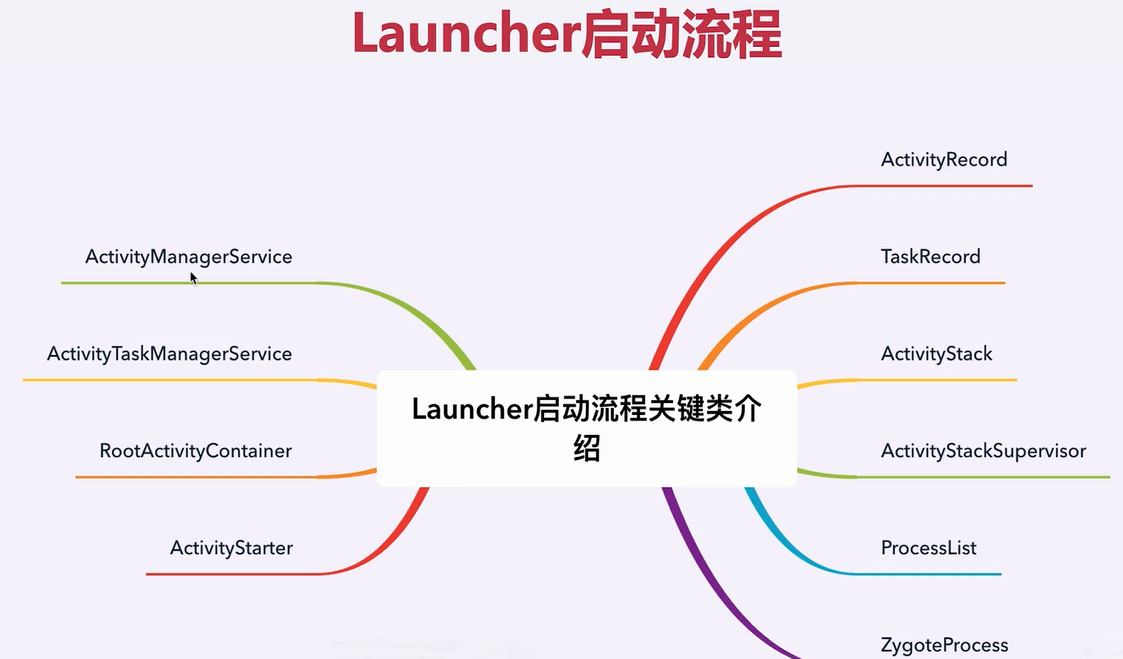 Launcher启动流程
ActivityManagerService
ActivityTaskManagerService
RootActivityContainer
ActivityStarter
Launcher启动流程关键类介
绍
ActivityRecord
TaskRecord
ActivityStack
ActivityStackSupervisor
ProcessList
ZygoteProcess